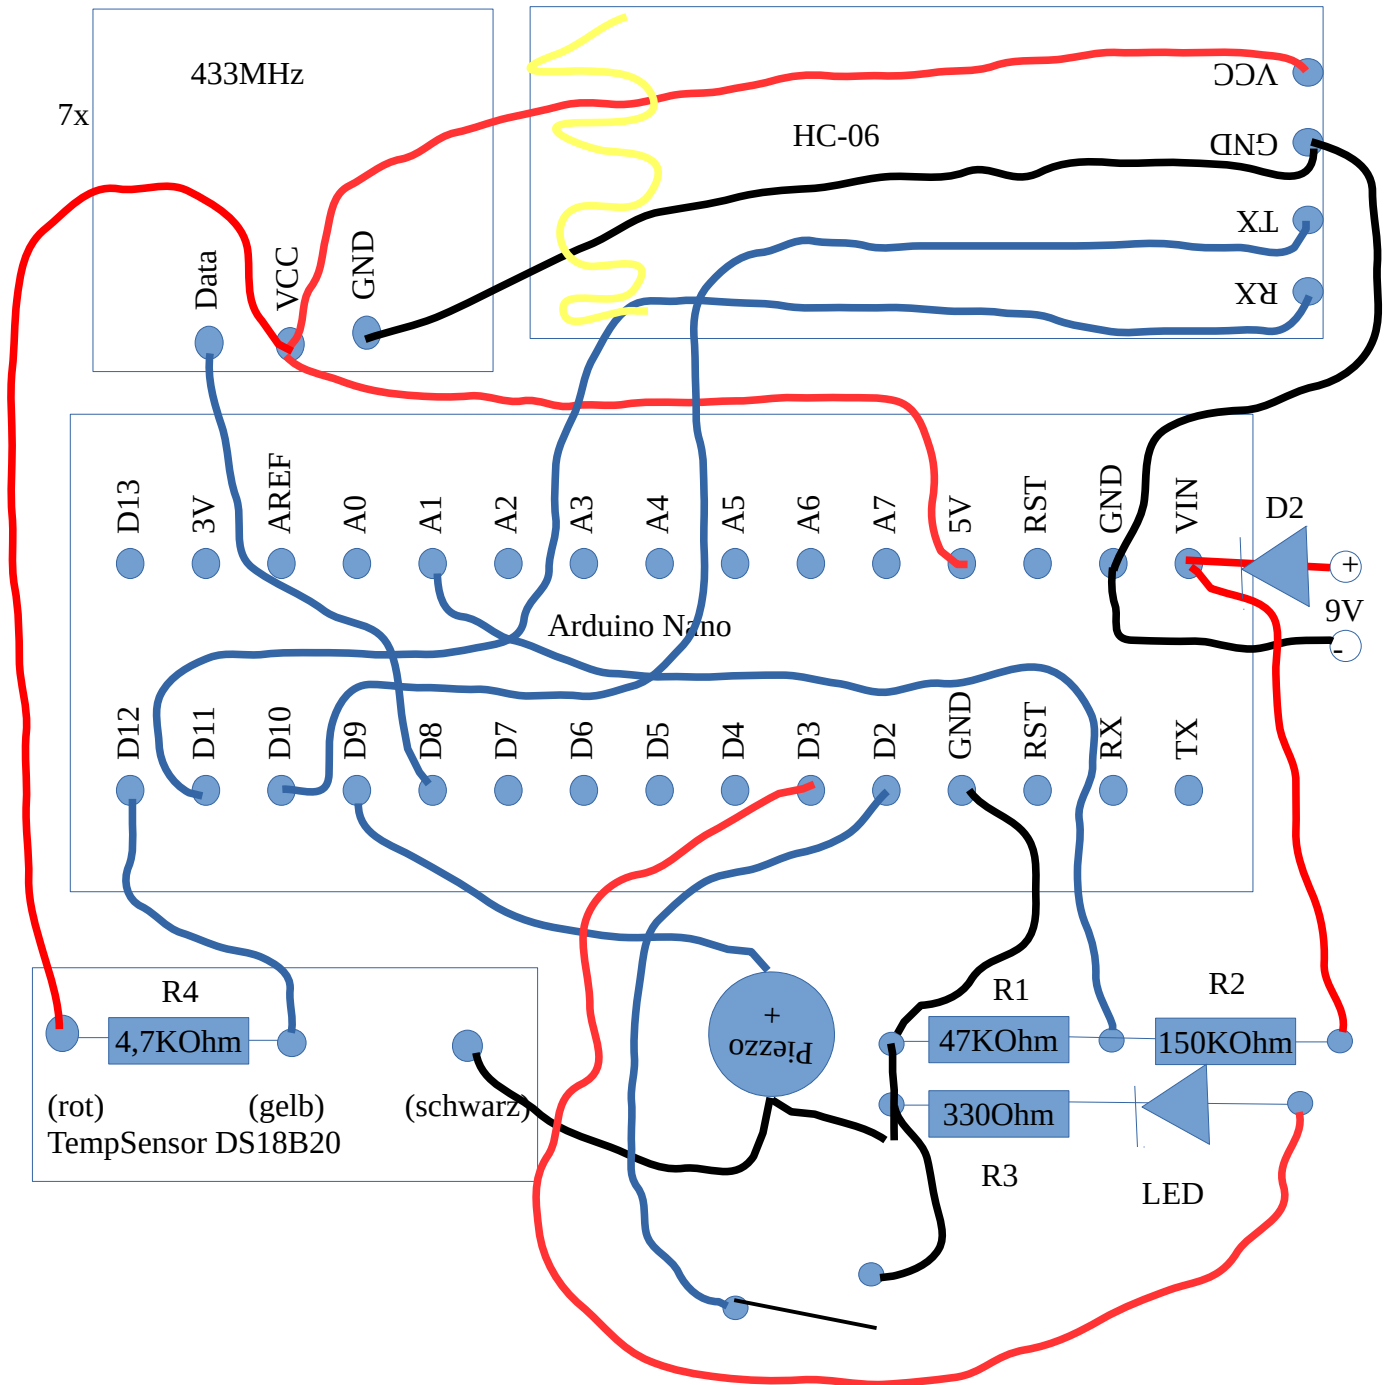 433MHz
7x
HC-06
VCC
GND
TX
RX
Data
VCC
GND
D13
3V
AREF
A0
A1
A2
A3
A4
A5
A6
A7
5V
RST
GND
VIN
D2
+
9V
-
Arduino Nano
D12
D11
D10
D9
D8
D7
D6
D5
D4
D3
D2
GND
RST
RX
TX
R4
4,7KOhm
(rot)
(gelb)
(schwarz)
TempSensor DS18B20
+
Piezzo
R1
47KOhm
R2
150KOhm
330Ohm
R3
LED